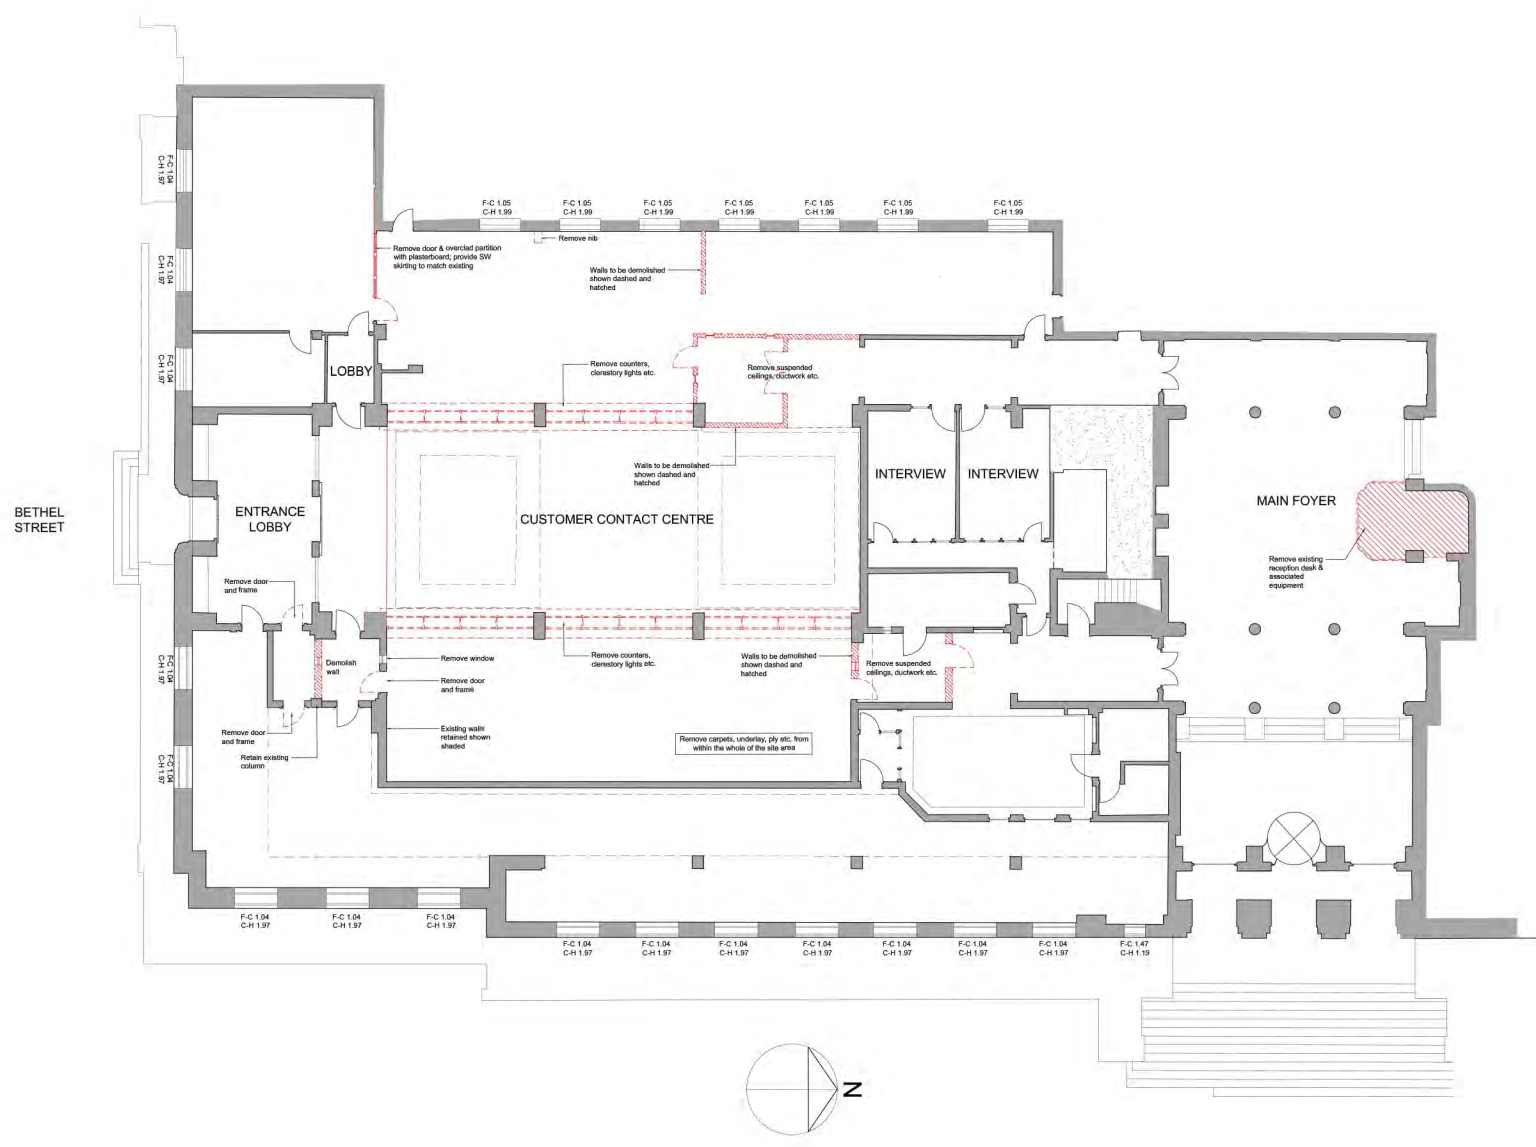 F-C 1.04
C-H 1.97
F-C 1.05
C-H 1.99
F-C 1.05
C-H 1.99
F-C 1.05
C-H 1.99
F-C 1.05
C-H 1.99
F-C 1.05
C-H 1.99
F-C 1.05
C-H 1.99
F-C 1.05
C-H 1.99
Remove nib
Remove door & overclad partition
with plasterboard; provide SW
skirting to match existing
Walls to be demolished
shown dashed and
hatched
F-C 1.04
C-H 1.97
F-C 1.04
C-H 1.97
LOBBY
Remove counters,
clerestory lights etc.
Remove suspended
ceilings, ductwork etc.
Walls to be demolished
shown dashed and
hatched
INTERVIEW
INTERVIEW
MAIN FOYER
BETHEL
STREET
ENTRANCE
LOBBY
CUSTOMER CONTACT CENTRE
Remove existing
reception desk &
associated
equipment
Remove door
and frame
F-C 1.04
C-H 1.97
Demolish
wall
Remove window
Remove counters,
clerestory lights etc.
Walls to be demolished
shown dashed and
hatched
Remove suspended
ceilings, ductwork etc.
Remove door
and frame
Remove door
and frame
Existing walls
retained shown
shaded
Remove carpets, underlay, ply etc. from
within the whole of the site area
Retain existing
column
F-C 1.04
C-H 1.97
F-C 1.04
C-H 1.97
F-C 1.04
C-H 1.97
F-C 1.04
C-H 1.97
F-C 1.04
C-H 1.97
F-C 1.04
C-H 1.97
F-C 1.04
C-H 1.97
F-C 1.04
C-H 1.97
F-C 1.04
C-H 1.97
F-C 1.04
C-H 1.97
F-C 1.04
C-H 1.97
F-C 1.47
C-H 1.19
N